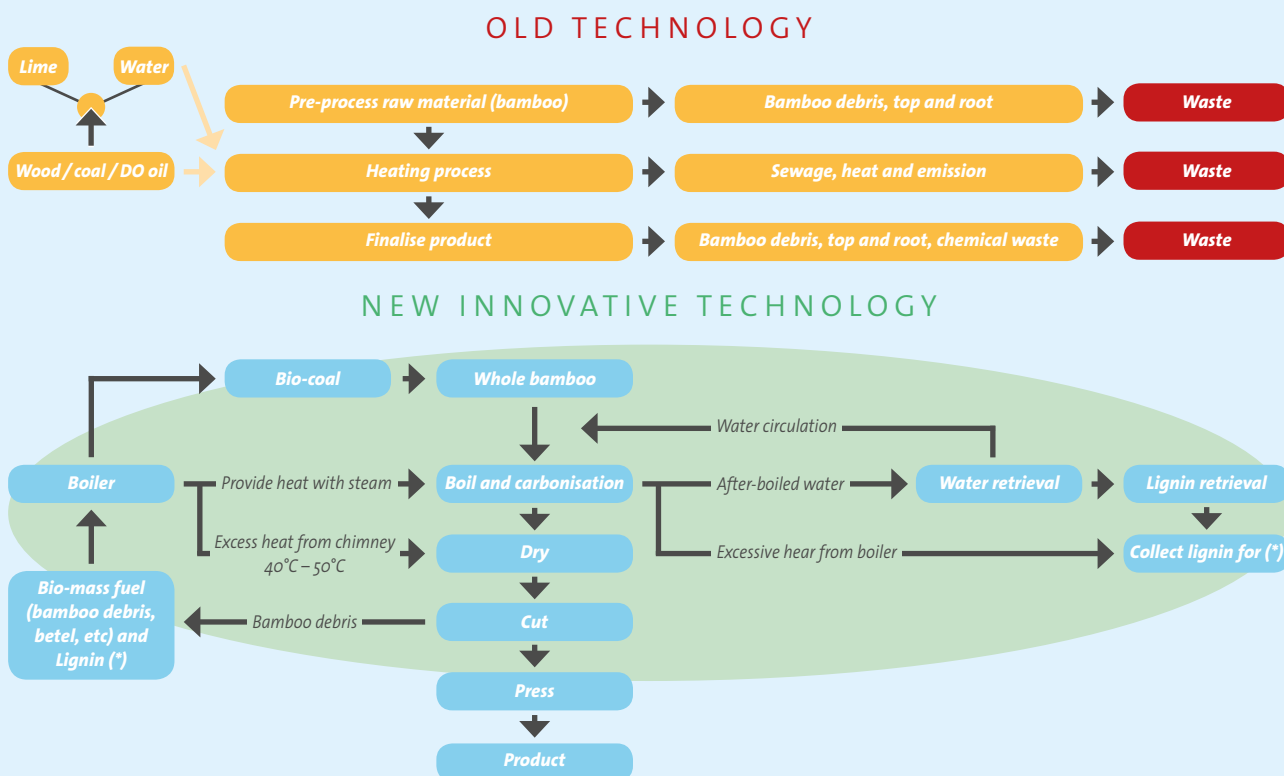 OLD TECHNOLOGY
Lime
Water
Pre-process raw material (bamboo)
Bamboo debris, top and root
Waste
Wood / coal / DO oil
Heating process
Sewage, heat and emission
Waste
Finalise product
Bamboo debris, top and root, chemical waste
Waste
NEW INNOVATIVE TECHNOLOGY
Bio-coal
Whole bamboo
Water circulation
Boiler
Provide heat with steam
Boil and carbonisation
After-boiled water
Water retrieval
Lignin retrieval
Excess heat from chimney
40°C – 50°C
Dry
Excessive hear from boiler
Collect lignin for (*)
Bio-mass fuel
(bamboo debris,
betel, etc) and
Lignin (*)
Bamboo debris
Cut
Press
Product